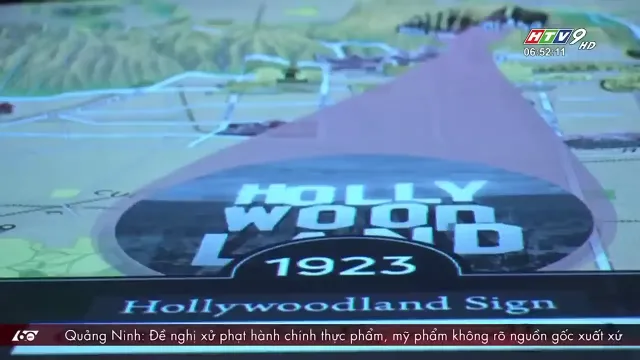 HTV9 HD
06:52:11
HOLLY
WOOD
LAND
1923
Hollywoodland Sign
60
Quảng Ninh: Đề nghị xử phạt hành chính thực phẩm, mỹ phẩm không rõ nguồn gốc xuất xứ